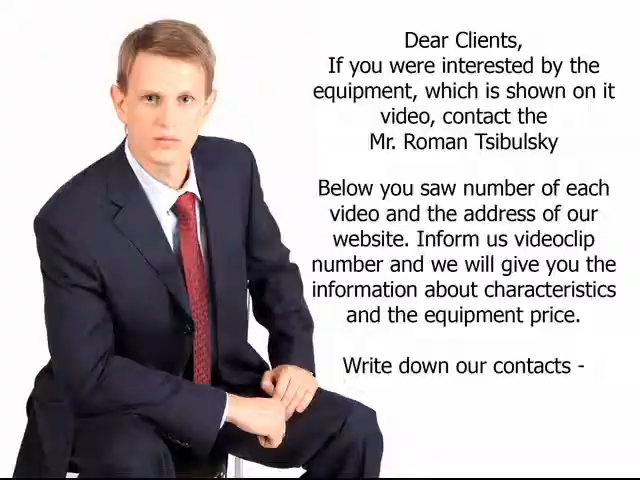 Dear Clients,
If you were interested by the
equipment, which is shown on it
video, contact the
Mr. Roman Tsibulsky
Below you saw number of each
video and the address of our
website. Inform us videoclip
number and we will give you the
information about characteristics
and the equipment price.
Write down our contacts -